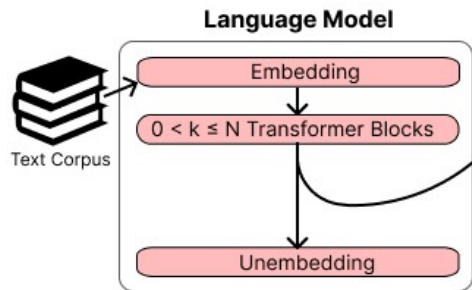 Language Model
Embedding
0 < k ≤ N Transformer Blocks
Text Corpus
Unembedding